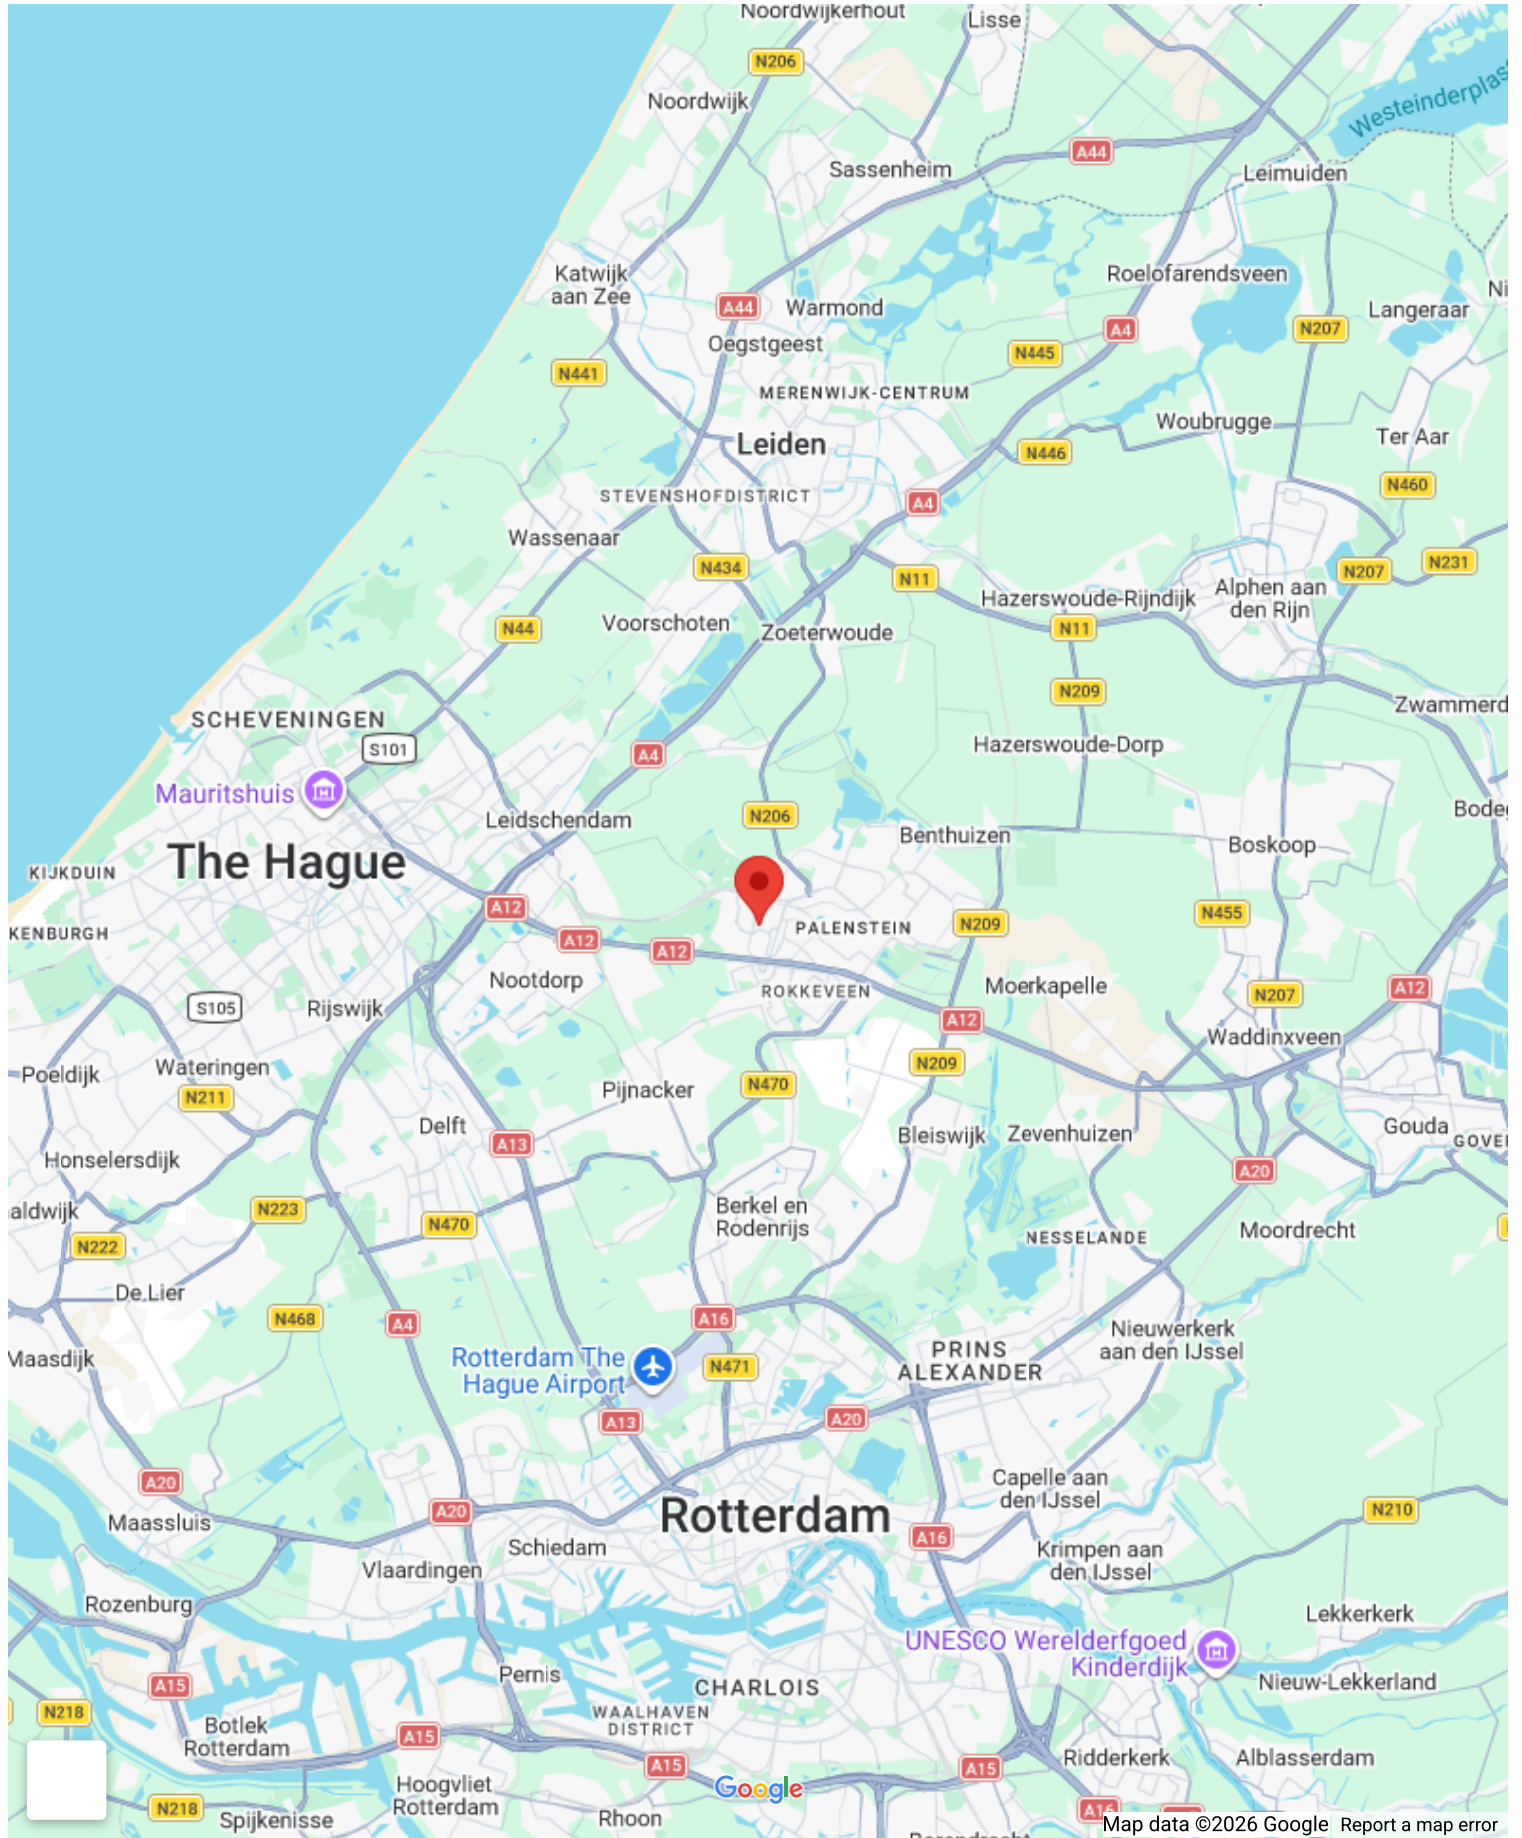 Noordwijkerhout
Lisse
N206
Noordwijk
Westeinderplas
A44
Sassenheim
Leimuiden
Katwijk
aan Zee
Roelofarendsveen
A44
Warmond
Langeraar
Ni
Oegstgeest
A4
N207
N445
N441
MERENWIJK-CENTRUM
Woubrugge
Leiden
Ter Aar
N446
N460
STEVENSHOFDISTRICT
A4
Wassenaar
N434
N11
N207
N231
Alphen aan
den Rijn
Hazerswoude-Rijndijk
Voorschoten
N44
Zoeterwoude
N11
N209
Zwammerd
SCHEVENINGEN
S101
A4
Hazerswoude-Dorp
Mauritshuis
Leidschendam
N206
Benthuizen
Bode
Boskoop
The Hague
KIJKDUIN
A12
N455
KENBURGH
A12
A12
PALENSTEIN
N209
Nootdorp
ROKKEVEEN
Moerkapelle
N207
A12
S105
Rijswijk
A12
Waddinxveen
Poeldijk
Wateringen
N211
Pijnacker
N470
N209
Delft
A13
Bleiswijk
Zevenhuizen
Gouda
GOVE
Honselersdijk
A20
aldwijk
N223
N470
Berkel en
Rodenrijs
NESSELANDE
Moordrecht
N222
De Lier
N468
A4
A16
Nieuwerkerk
aan den IJssel
Maasdijk
Rotterdam The
Hague Airport
N471
PRINS
ALEXANDER
A13
A20
A20
Capelle aan
den IJssel
N210
Maassluis
A20
Rotterdam
A16
Schiedam
Vlaardingen
Krimpen aan
den IJssel
Rozenburg
Lekkerkerk
UNESCO Werelderfgoed
Kinderdijk
A15
Pernis
CHARLOIS
Nieuw-Lekkerland
N218
WAALHAVEN
DISTRICT
Botlek
Rotterdam
A15
A15
A15
Ridderkerk
Alblasserdam
Hoogvliet
Rotterdam
Google
N218
Spijkenisse
Rhoon
A16
Map data ©2026 Google
Report a map error